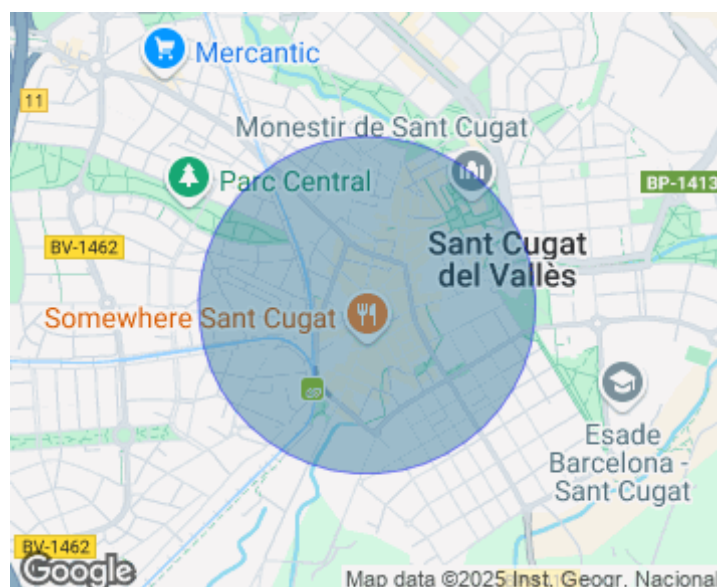 Mercantic
11
Monestir de Sant Cugat
Parc Central
BP-1413
BV-1462
Sant Cugat
del Vallès
Somewhere Sant Cugat
Esade
Barcelona -
Sant Cugat
BV-1462
Google
Map data ©2025 Inst. Geogr. Nacional